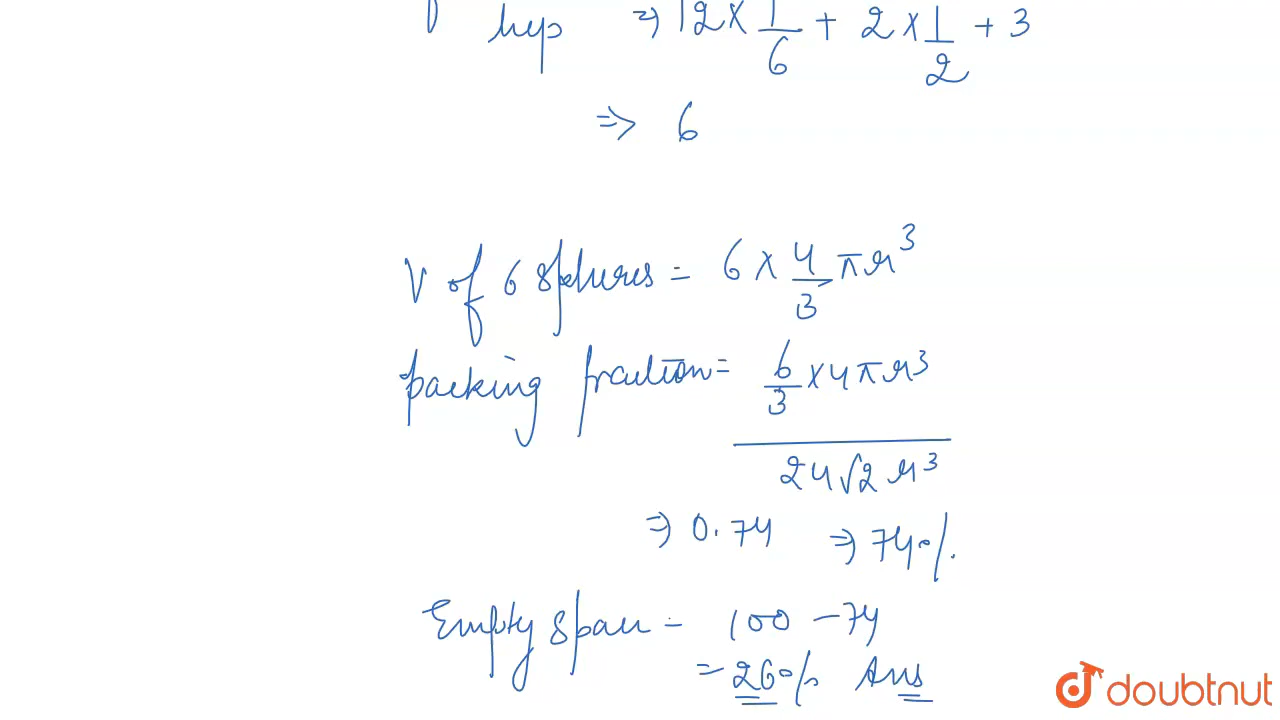 hcp ⇒ 12 × 1/6 + 2 × 1/2 + 3
⇒ 6
V of 6 spheres = 6 × 4/3 πr³
packing fraction = 6/3 × 4πr³
24√2 r³
⇒ 0.74 ⇒ 74%.
Empty space = 100 - 74
= 26% Ans
doubtnut